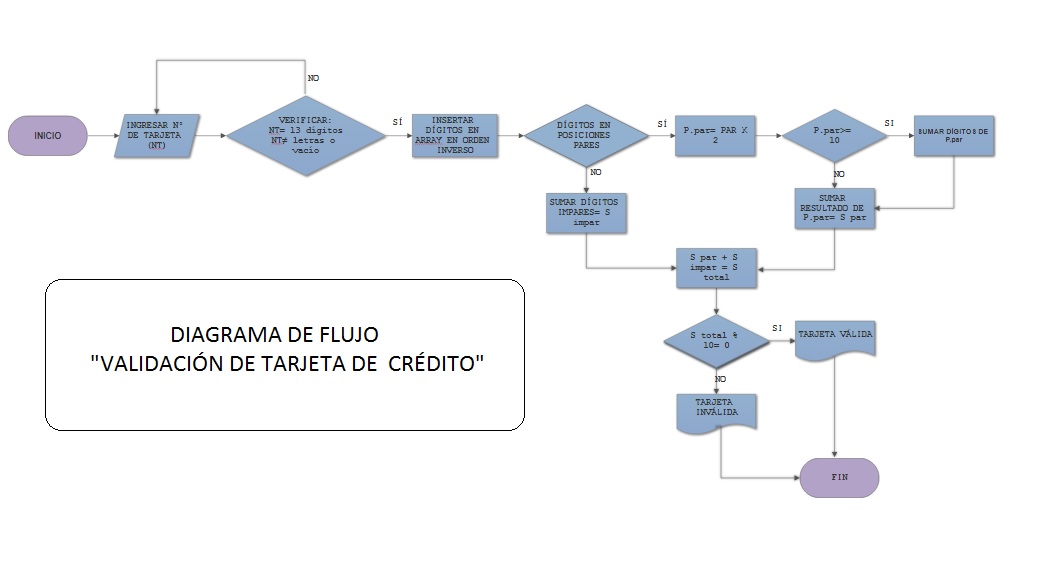 NO
INICIO
INGRESAR N°
DE TARJETA
(NT)
VERIFICAR:
NT= 13 dígitos
NT≠ letras o
vacío
SÍ
INSERTAR
DÍGITOS EN
ARRAY EN ORDEN
INVERSO
DÍGITOS EN
POSICIONES
PARES
SÍ
P.par= PAR X
2
P.par>=
10
SI
SUMAR DÍGITOS DE
P.par
NO
SUMAR DÍGITOS
IMPARES= S
impar
NO
SUMAR
RESULTADO DE
P.par= S par
S par + S
impar = S
total
S total %
10= 0
SI
TARJETA VÁLIDA
NO
TARJETA
INVÁLIDA
FIN
DIAGRAMA DE FLUJO
"VALIDACIÓN DE TARJETA DE CRÉDITO"